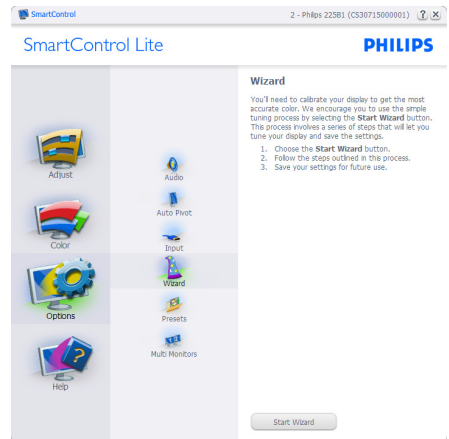 SmartControl
2 - Philips 225B1 (CS30715000001) ? X
SmartControl Lite
PHILIPS
Adjust
Color
Options
Help
Audio
Auto Pivot
Input
Wizard
Presets
Multi Monitors
Wizard
You'll need to calibrate your display to get the most
accurate color. We encourage you to use the simple
tuning process by selecting the Start Wizard button.
This process involves a series of steps that will let you
tune your display and save the settings.
1. Choose the Start Wizard button.
2. Follow the steps outlined in this process.
3. Save your settings for future use.
Start Wizard